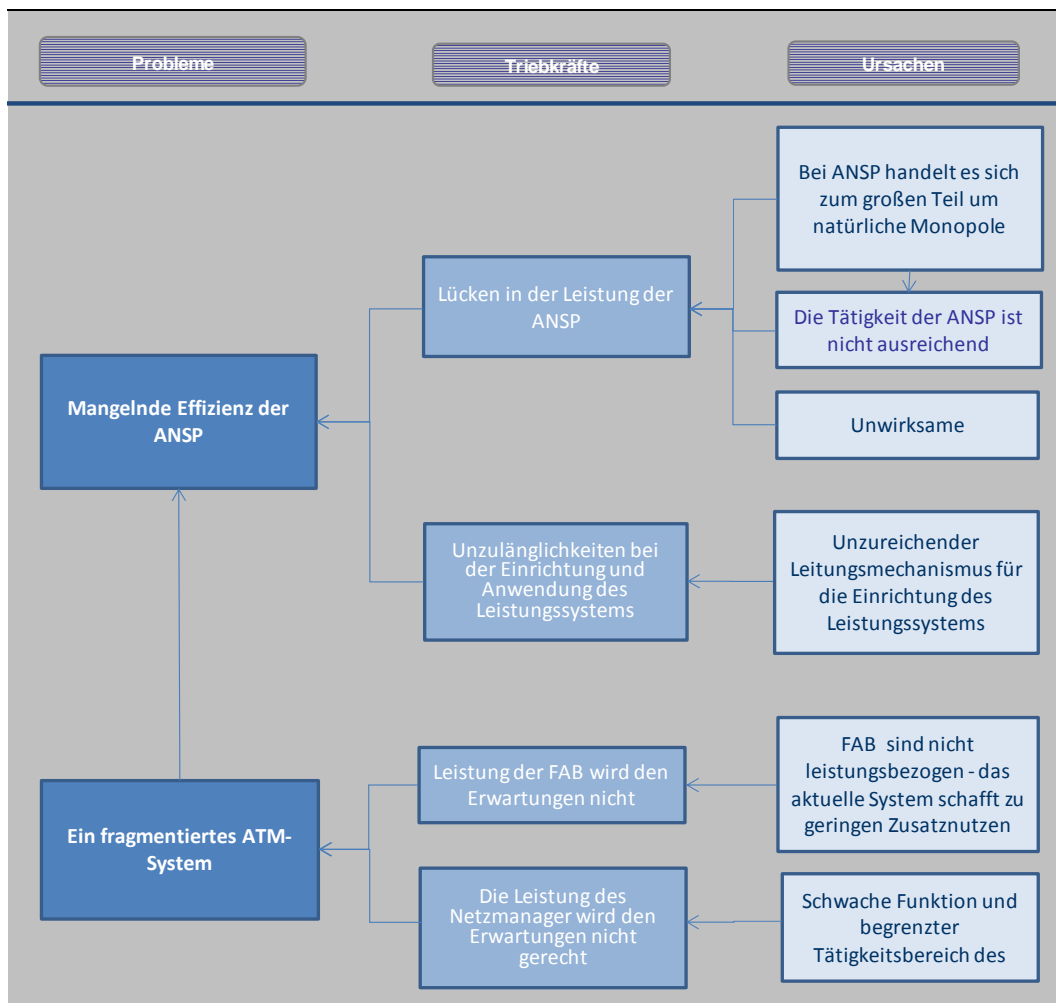 Probleme
Triebkräfte
Ursachen
Bei ANSP handelt es sich
zum großen Teil um
natürliche Monopole
Lücken in der Leistung der
ANSP
Die Tätigkeit der ANSP ist
nicht ausreichend
Mangelnde Effizienz der
ANSP
Unwirksame
Unzulänglichkeiten bei
der Einrichtung und
Anwendung des
Leistungssystems
Unzureichender
Leitungsmechanismus für
die Einrichtung des
Leistungssystems
Leistung der FAB wird den
Erwartungen nicht
FAB sind nicht
leistungsbezogen - das
aktuelle System schafft zu
geringen Zusatznutzen
Ein fragmentiertes ATM-
System
Die Leistung des
Netzmanager wird den
Erwartungen nicht
gerecht
Schwache Funktion und
begrenzter
Tätigkeitsbereich des